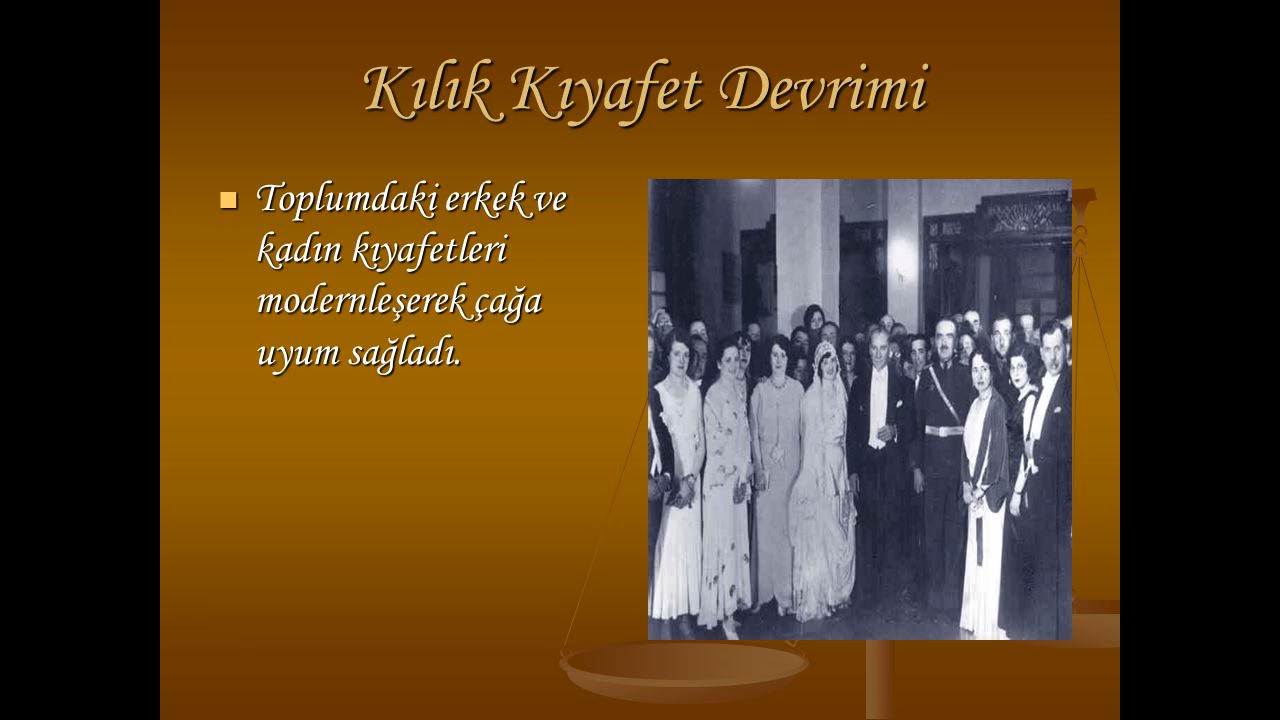 Kılık Kıyafet Devrimi
Toplumdaki erkek ve
kadın kıyafetleri
modernleşerek çağa
uyum sağladı.